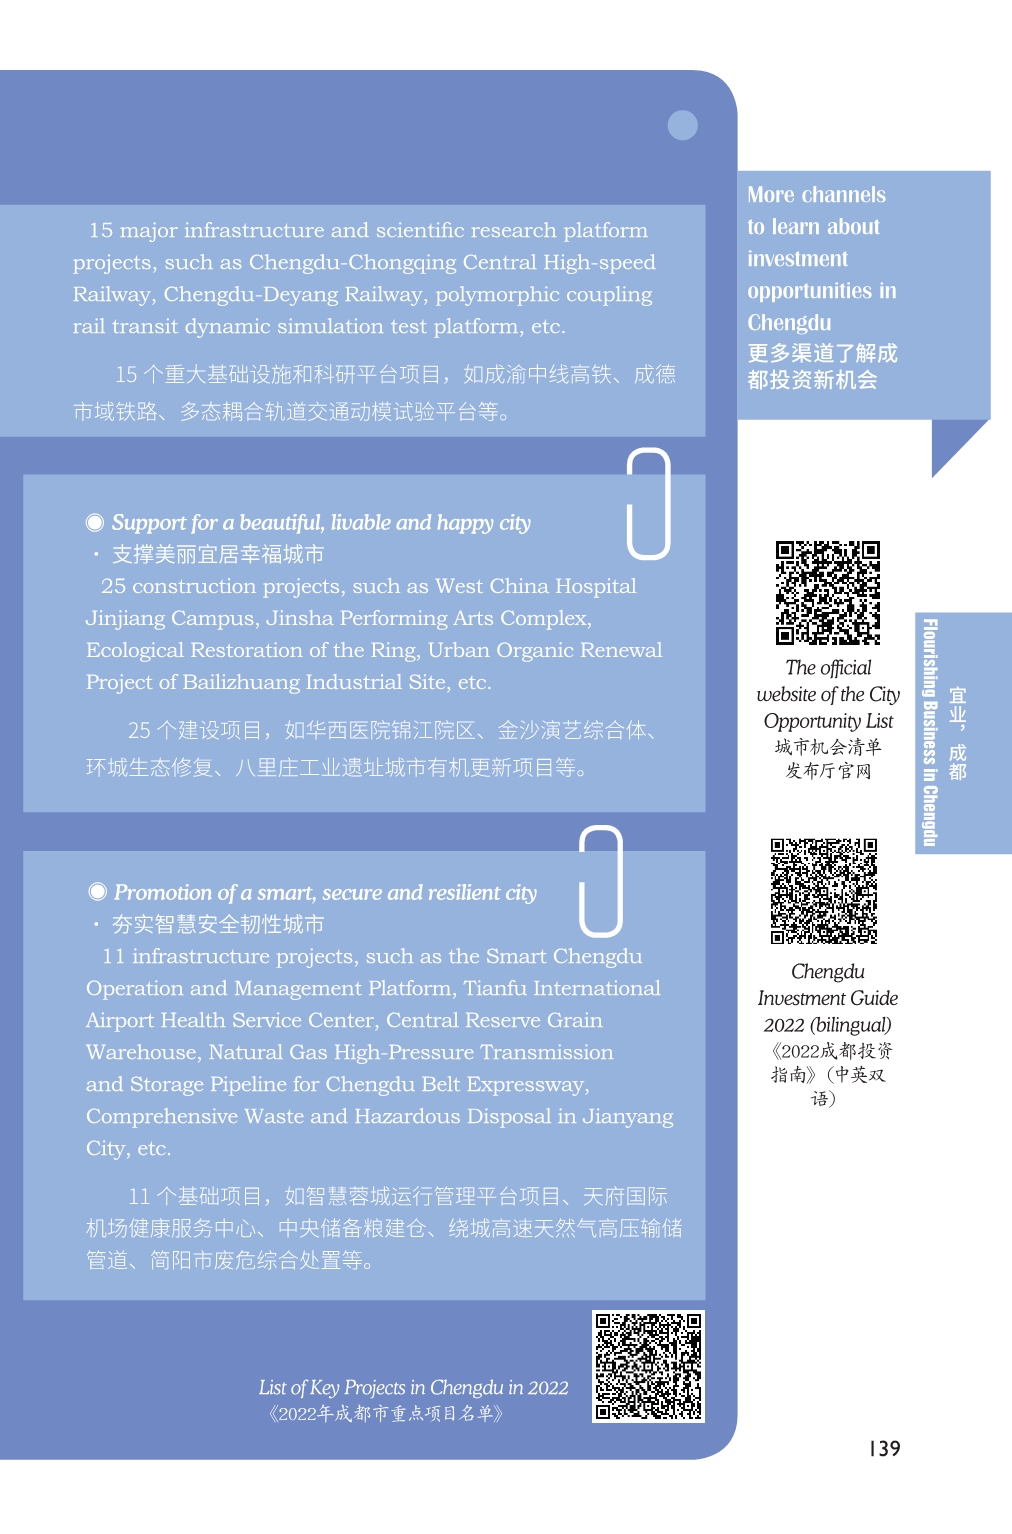 15 major infrastructure and scientific research platform
projects, such as Chengdu-Chongqing Central High-speed
Railway, Chengdu-Deyang Railway, polymorphic coupling
rail transit dynamic simulation test platform, etc.
15 个重大基础设施和科研平台项目，如成渝中线高铁、成德
市域铁路、多态耦合轨道交通动模试验平台等。
◉ Support for a beautiful, livable and happy city
· 支撑美丽宜居幸福城市
25 construction projects, such as West China Hospital
Jinjiang Campus, Jinsha Performing Arts Complex,
Ecological Restoration of the Ring, Urban Organic Renewal
Project of Bailizhuang Industrial Site, etc.
25 个建设项目，如华西医院锦江院区、金沙演艺综合体、
环城生态修复、八里庄工业遗址城市有机更新项目等。
◉ Promotion of a smart, secure and resilient city
· 夯实智慧安全韧性城市
11 infrastructure projects, such as the Smart Chengdu
Operation and Management Platform, Tianfu International
Airport Health Service Center, Central Reserve Grain
Warehouse, Natural Gas High-Pressure Transmission
and Storage Pipeline for Chengdu Belt Expressway,
Comprehensive Waste and Hazardous Disposal in Jianyang
City, etc.
11 个基础项目，如智慧蓉城运行管理平台项目、天府国际
机场健康服务中心、中央储备粮建仓、绕城高速天然气高压输储
管道、简阳市废危综合处置等。
List of Key Projects in Chengdu in 2022
《2022年成都市重点项目名单》
More channels
to learn about
investment
opportunities in
Chengdu
更多渠道了解成
都投资新机会
The official
website of the City
Opportunity List
城市机会清单
发布厅官网
Chengdu
Investment Guide
2022 (bilingual)
《2022成都投资
指南》（中英双
语）
Flourishing Business in Chengdu
宜业，成都
139